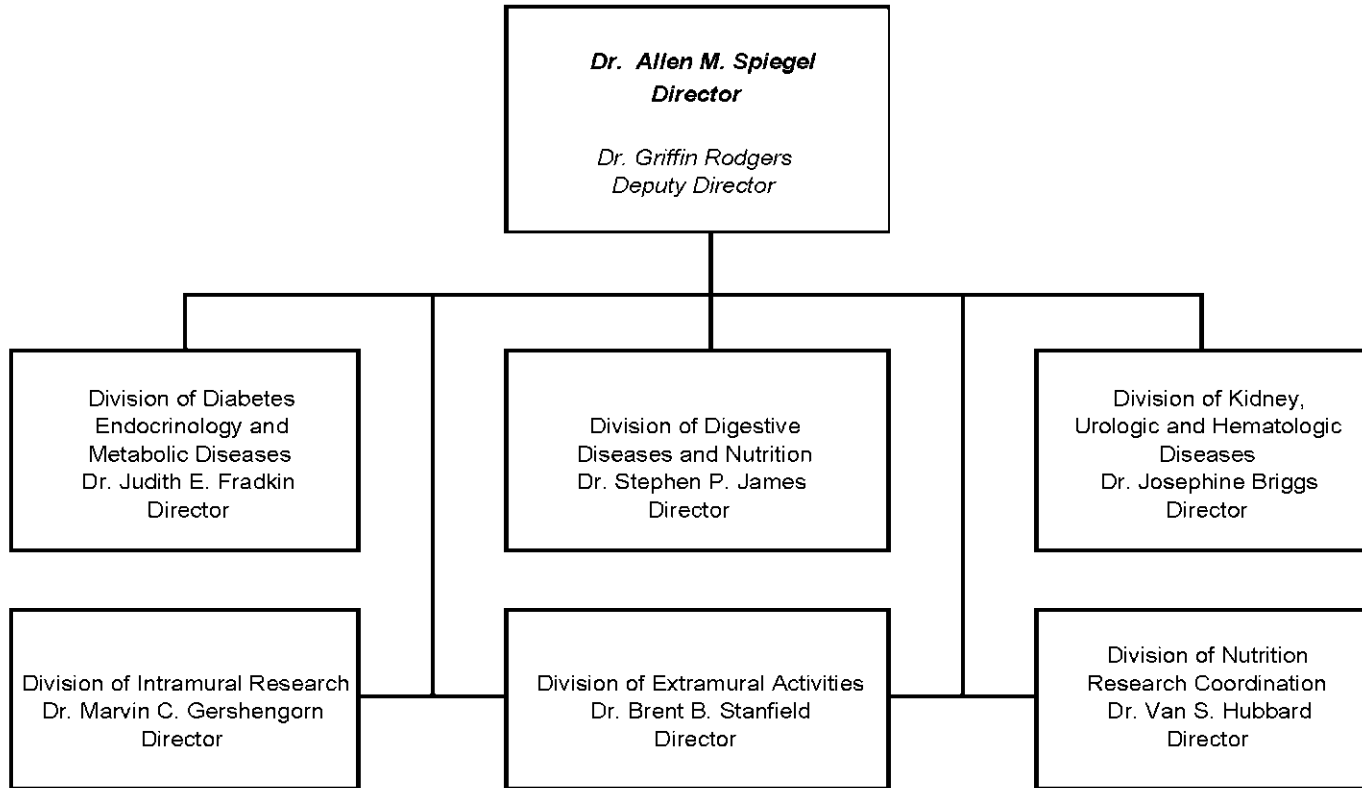 Dr. Allen M. Spiegel
Director
Dr. Griffin Rodgers
Deputy Director
Division of Diabetes
Endocrinology and
Metabolic Diseases
Dr. Judith E. Fradkin
Director
Division of Digestive
Diseases and Nutrition
Dr. Stephen P. James
Director
Division of Kidney,
Urologic and Hematologic
Diseases
Dr. Josephine Briggs
Director
Division of Intramural Research
Dr. Marvin C. Gershengorn
Director
Division of Extramural Activities
Dr. Brent B. Stanfield
Director
Division of Nutrition
Research Coordination
Dr. Van S. Hubbard
Director